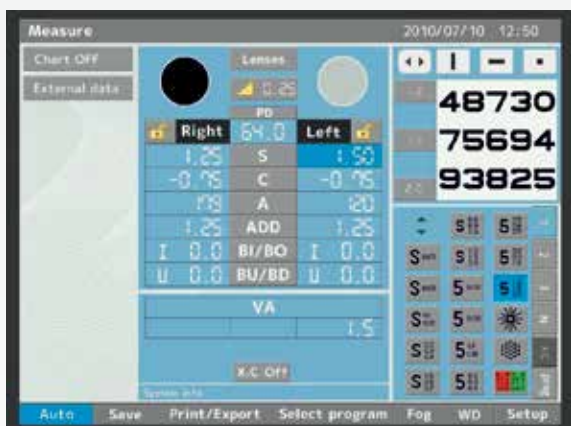 Measure 2010/07/10 12:50
Chart Off
External data
Lenses
0.25
PD
Right 64.0 Left
1.25 S 1.50
-0.75 C -0.75
A 120
1.25 ADD 1.25
I 0.0 BI/BO I 0.0
U 0.0 BU/BD U 0.0
VA
1.5
X.C Off
System info
48730
75694
93825
Auto Save Print/Export Select program Fog WD Setup